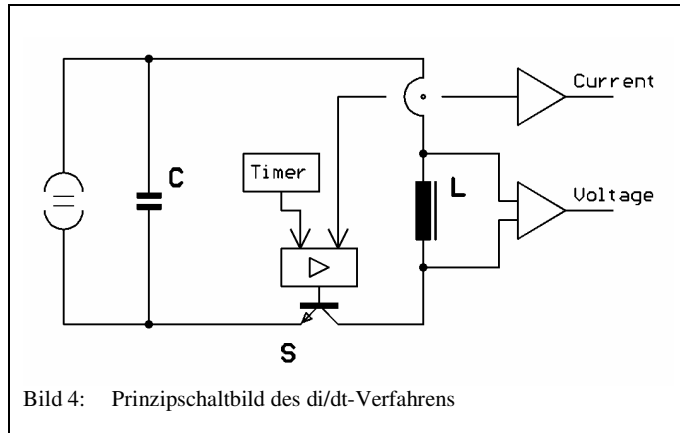 Current
C
Timer
L
Voltage
S
Bild 4: Prinzipschaltbild des di/dt-Verfahrens